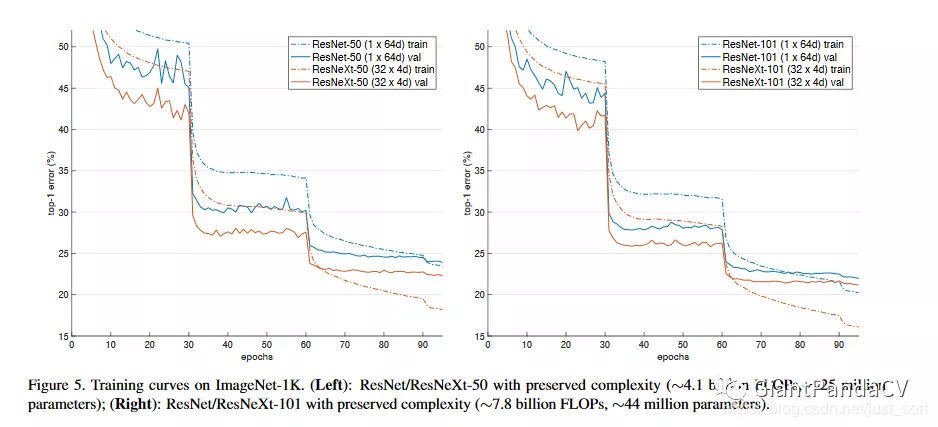 50
45
40
35
30
25
20
15
0 10 20 30 40 50 60 70 80 90
top-1 error (%)
epochs
ResNet-50 (1 x 64d) train
ResNet-50 (1 x 64d) val
ResNeXt-50 (32 x 4d) train
ResNeXt-50 (32 x 4d) val
50
45
40
35
30
25
20
15
0 10 20 30 40 50 60 70 80 90
top-1 error (%)
epochs
ResNet-101 (1 x 64d) train
ResNet-101 (1 x 64d) val
ResNeXt-101 (32 x 4d) train
ResNeXt-101 (32 x 4d) val
Figure 5. Training curves on ImageNet-1K. (Left): ResNet/ResNeXt-50 with preserved complexity (∼4.1 billion FLOPs, ∼25 million
parameters); (Right): ResNet/ResNeXt-101 with preserved complexity (∼7.8 billion FLOPs, ∼44 million parameters).
GiantPandaCV
https://blog.csdn.net/just_sort